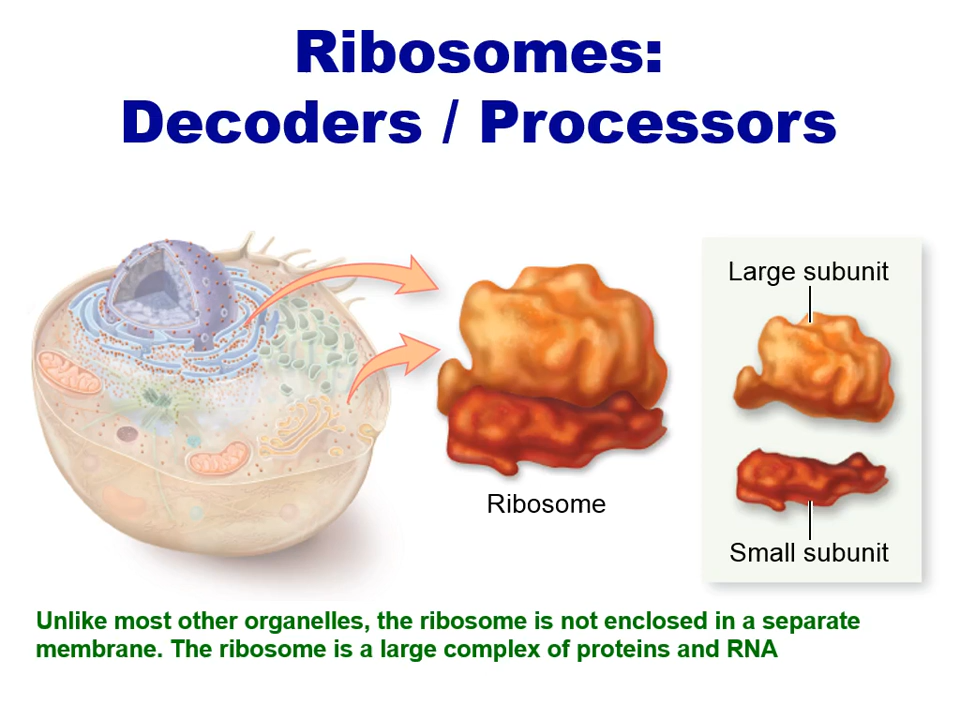 Ribosomes:
Decoders / Processors
Large subunit
Ribosome
Small subunit
Unlike most other organelles, the ribosome is not enclosed in a separate
membrane. The ribosome is a large complex of proteins and RNA